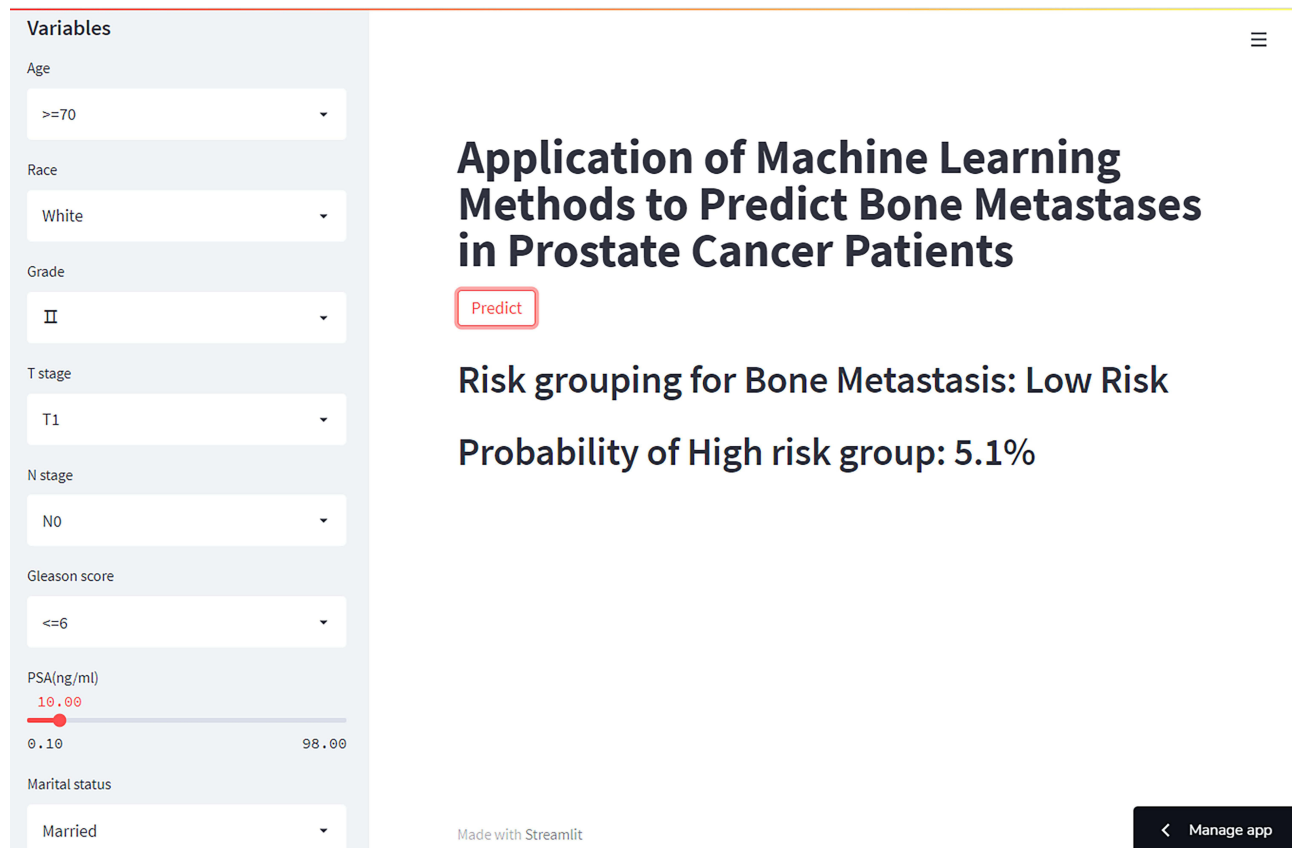 Variables
Age
>=70
Race
White
Grade
Ⅱ
T stage
T1
N stage
N0
Gleason score
<=6
PSA(ng/ml)
10.00
0.10 98.00
Marital status
Married
Application of Machine Learning
Methods to Predict Bone Metastases
in Prostate Cancer Patients
Predict
Risk grouping for Bone Metastasis: Low Risk
Probability of High risk group: 5.1%
Made with Streamlit
Manage app